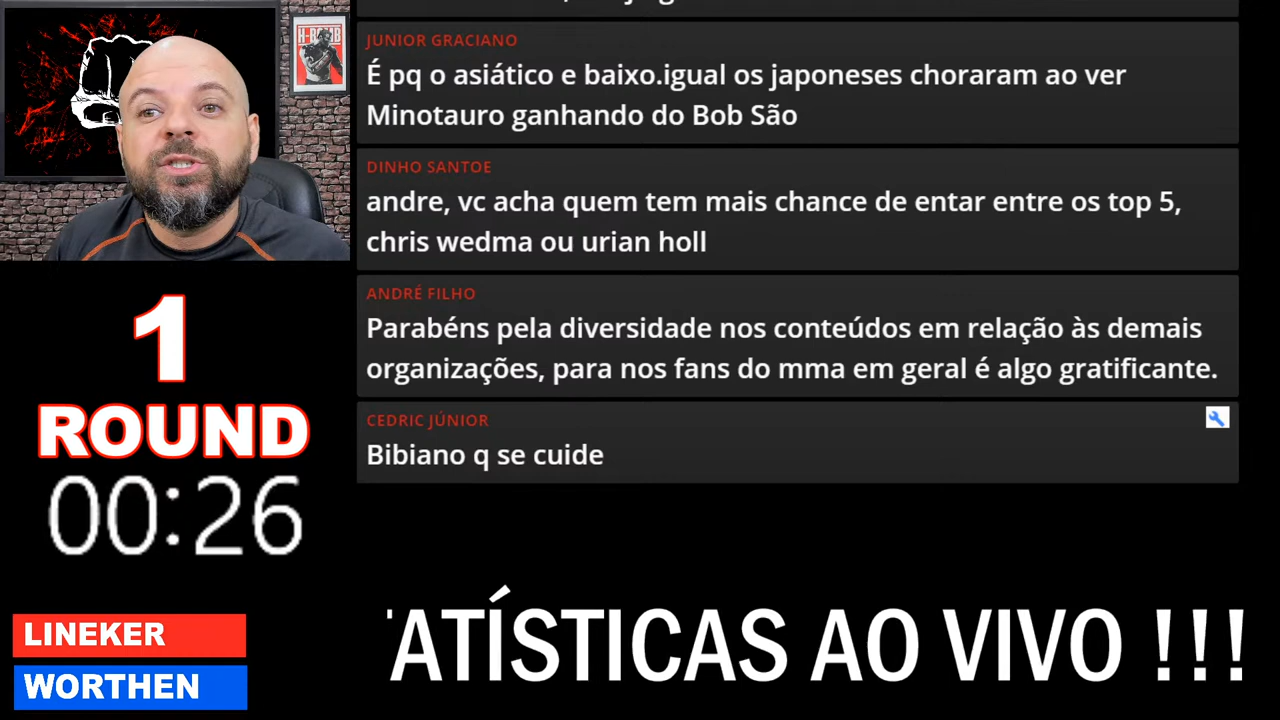 H-BOMB
JUNIOR GRACIANO
É pq o asiático e baixo.igual os japoneses choraram ao ver
Minotauro ganhando do Bob São
DINHO SANTOE
andre, vc acha quem tem mais chance de entar entre os top 5,
chris wedma ou urian holl
ANDRÉ FILHO
Parabéns pela diversidade nos conteúdos em relação às demais
organizações, para nos fans do mma em geral é algo gratificante.
CEDRIC JÚNIOR
Bibiano q se cuide
1
ROUND
00:26
LINEKER
WORTHEN
ATÍSTICAS AO VIVO !!!